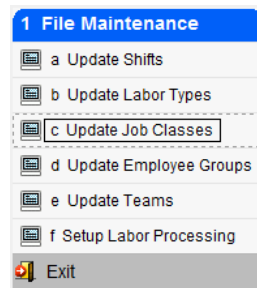 1 File Maintenance
a Update Shifts
b Update Labor Types
c Update Job Classes
d Update Employee Groups
e Update Teams
f Setup Labor Processing
Exit